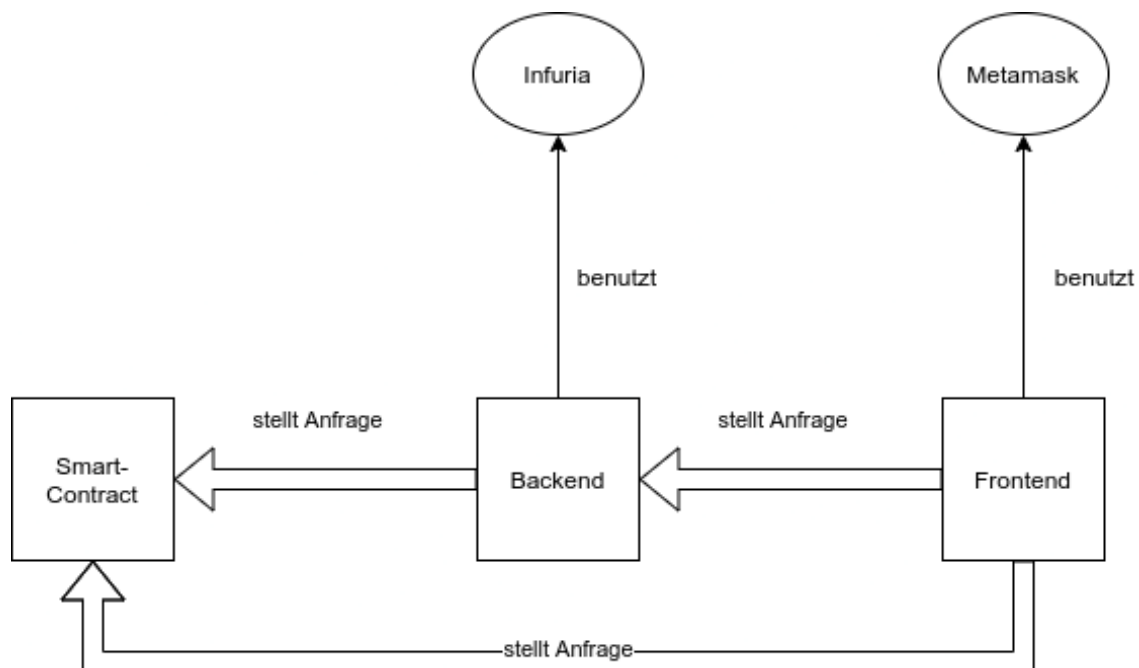 Infuria
Metamask
benutzt
benutzt
stellt Anfrage
stellt Anfrage
Smart-
Contract
Backend
Frontend
stellt Anfrage